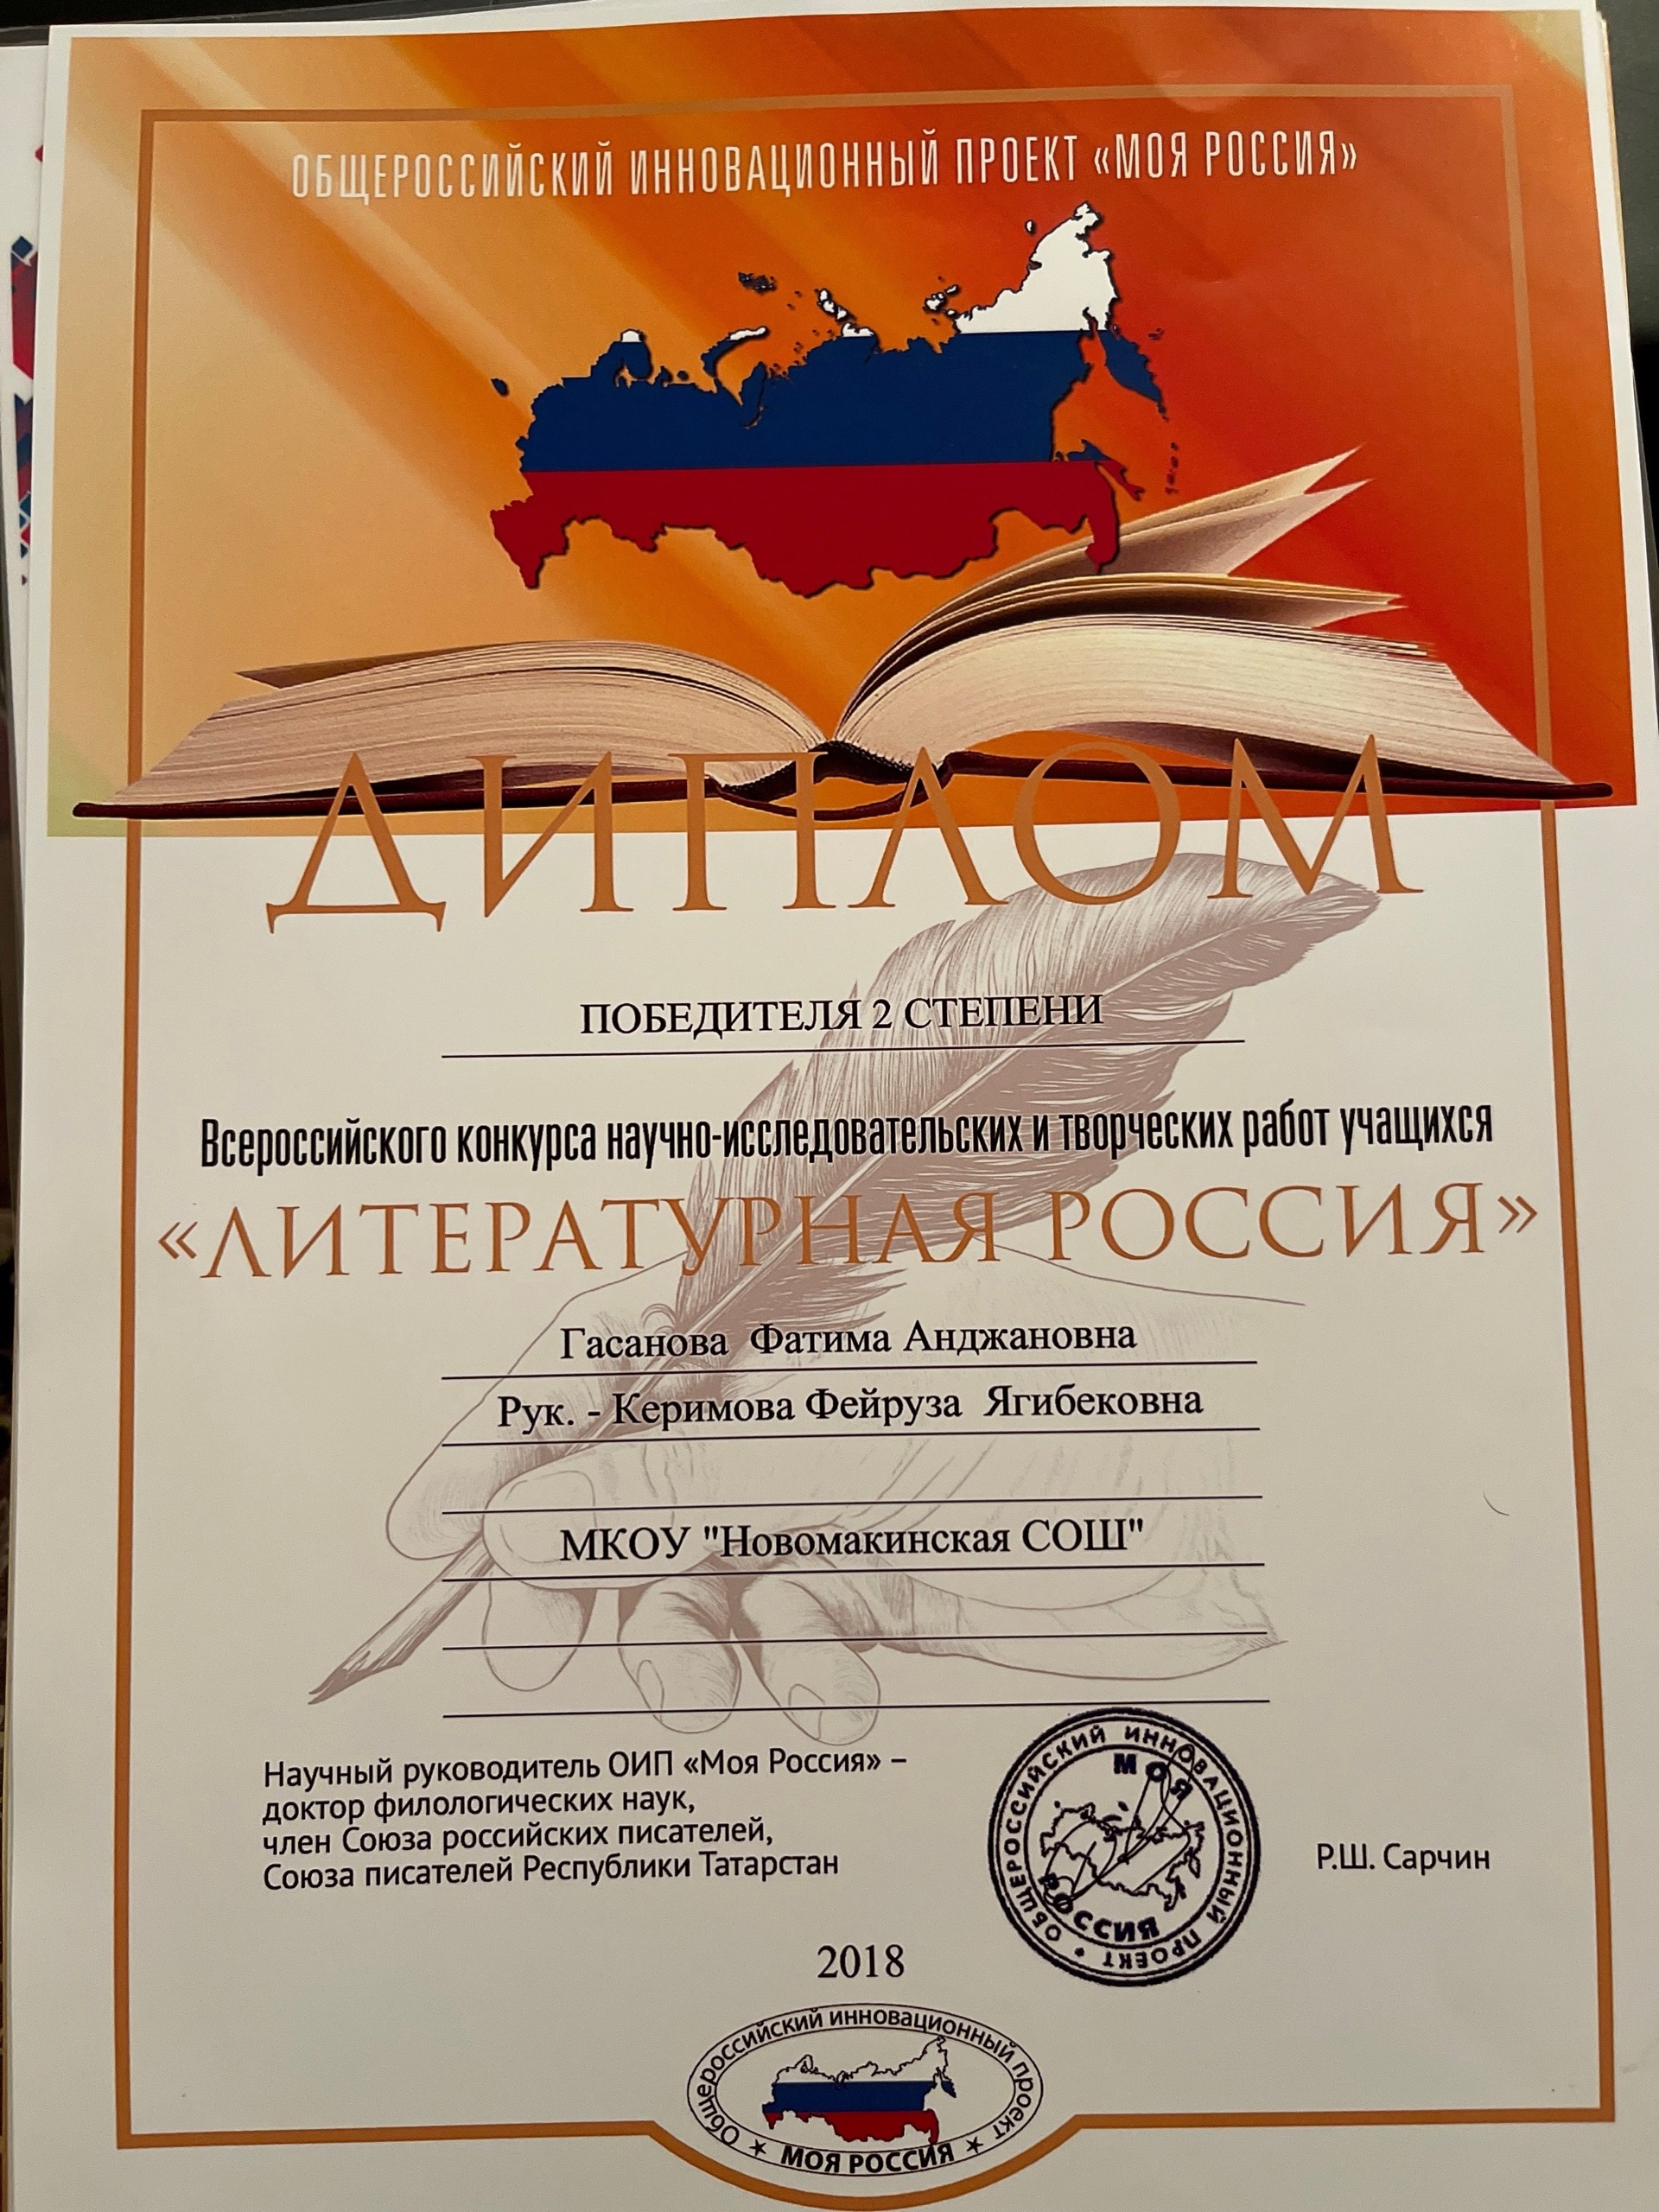 ОБЩЕРОССИЙСКИЙ ИННОВАЦИОННЫЙ ПРОЕКТ «МОЯ РОССИЯ»
ДИПЛОМ
ПОБЕДИТЕЛЯ 2 СТЕПЕНИ
Всероссийского конкурса научно-исследовательских и творческих работ учащихся
«ЛИТЕРАТУРНАЯ РОССИЯ»
Гасанова Фатима Анджановна
Рук. - Керимова Фейруза Ягибековна
МКОУ "Новомакинская СОШ"
Научный руководитель ОИП «Моя Россия» –
доктор филологических наук,
член Союза российских писателей,
Союза писателей Республики Татарстан
ОБЩЕРОССИЙСКИЙ ИННОВАЦИОННЫЙ ПРОЕКТ
МОЯ
РОССИЯ
Р.Ш. Сарчин
2018
Общероссийский инновационный проект
МОЯ РОССИЯ